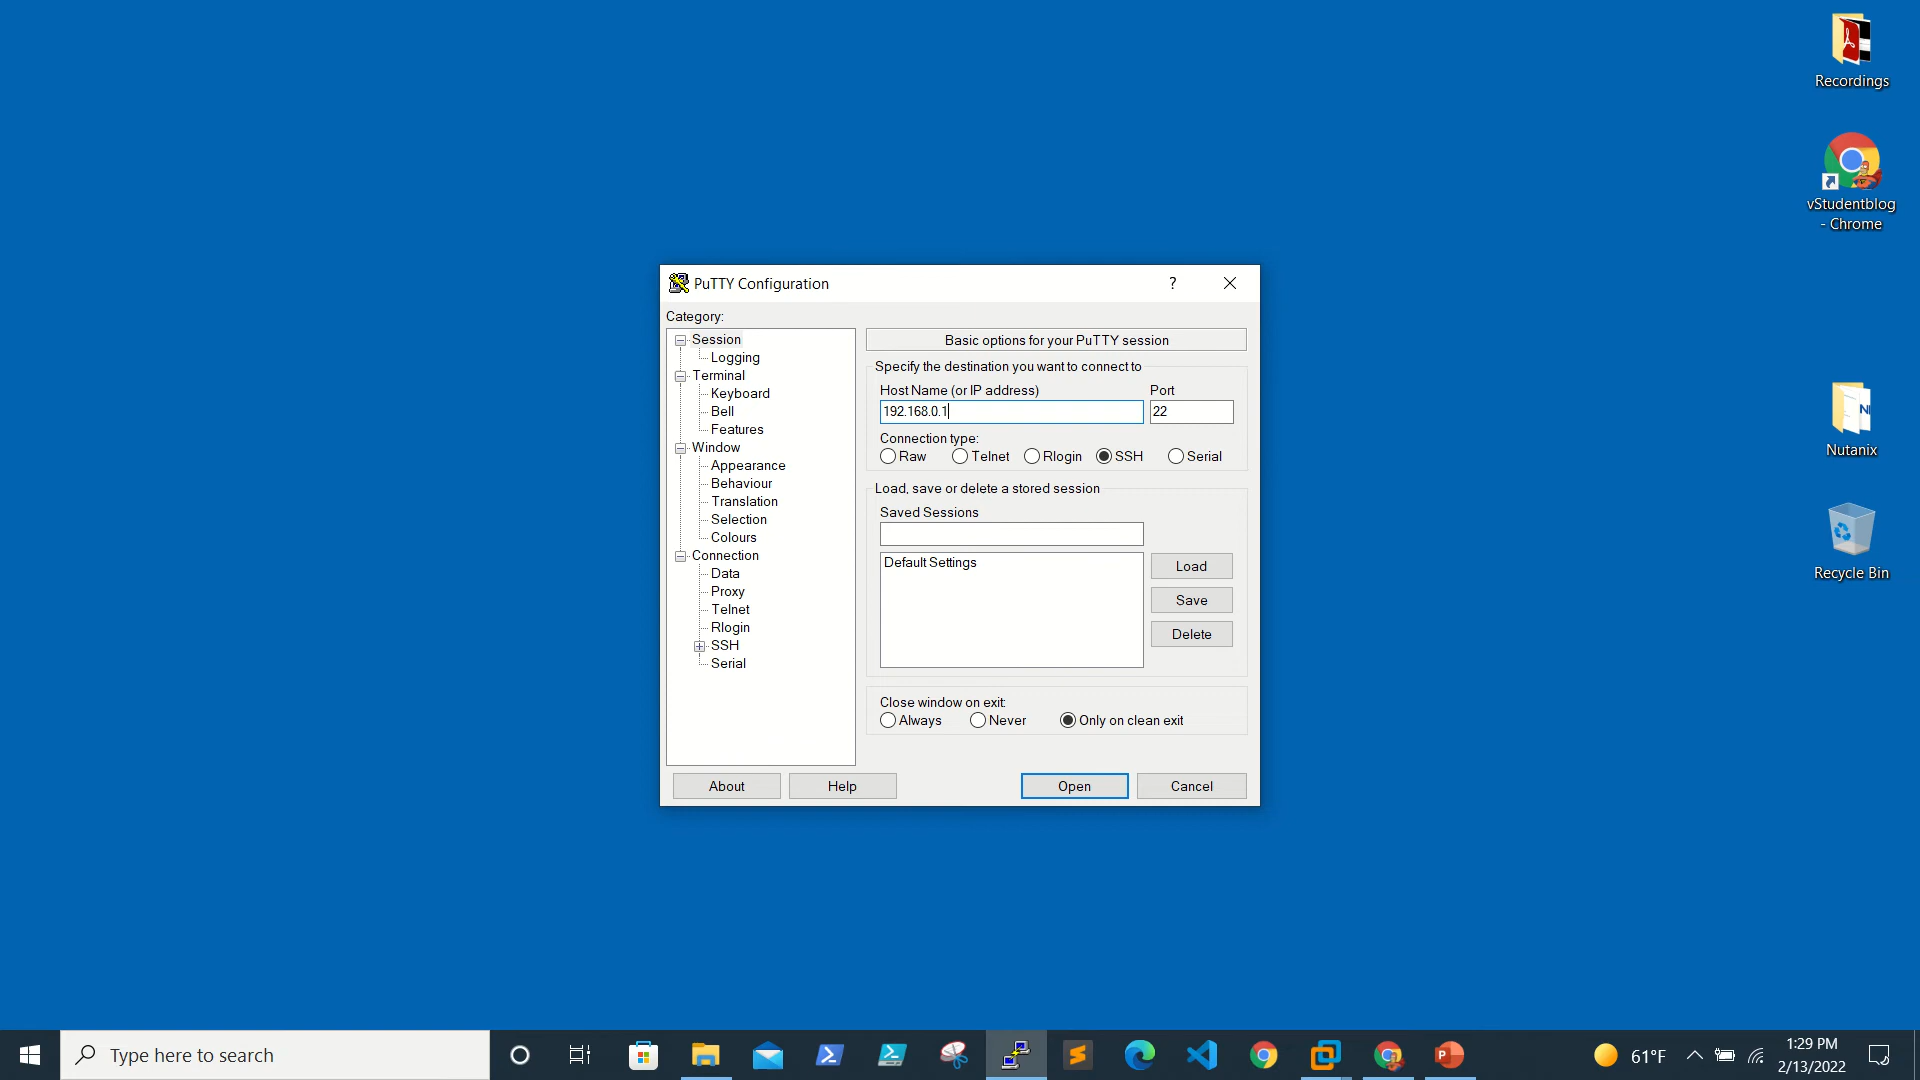 Recordings
vStudentblog
- Chrome
Nutanix
Recycle Bin
PuTTY Configuration
?
Category:
Session
Logging
Terminal
Keyboard
Bell
Features
Window
Appearance
Behaviour
Translation
Selection
Colours
Connection
Data
Proxy
Telnet
Rlogin
SSH
Serial
Basic options for your PuTTY session
Specify the destination you want to connect to
Host Name (or IP address) Port
192.168.0.1 22
Connection type:
Raw Telnet Rlogin SSH Serial
Load, save or delete a stored session
Saved Sessions
Default Settings
Load
Save
Delete
Close window on exit:
Always Never Only on clean exit
About Help Open Cancel
Type here to search
61°F
1:29 PM
2/13/2022